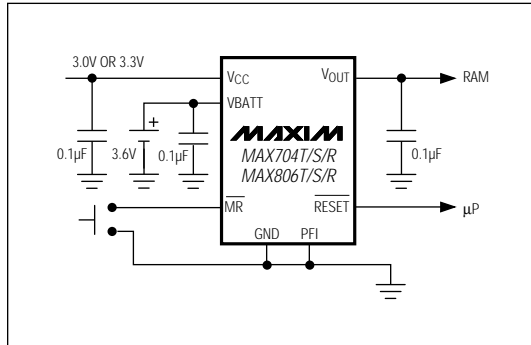 3.0V OR 3.3V
VCC
VOUT
RAM
VBATT
+
0.1µF
3.6V
0.1µF
MAXIM
MAX704T/S/R
MAX806T/S/R
0.1µF
MR
RESET
µP
GND
PFI